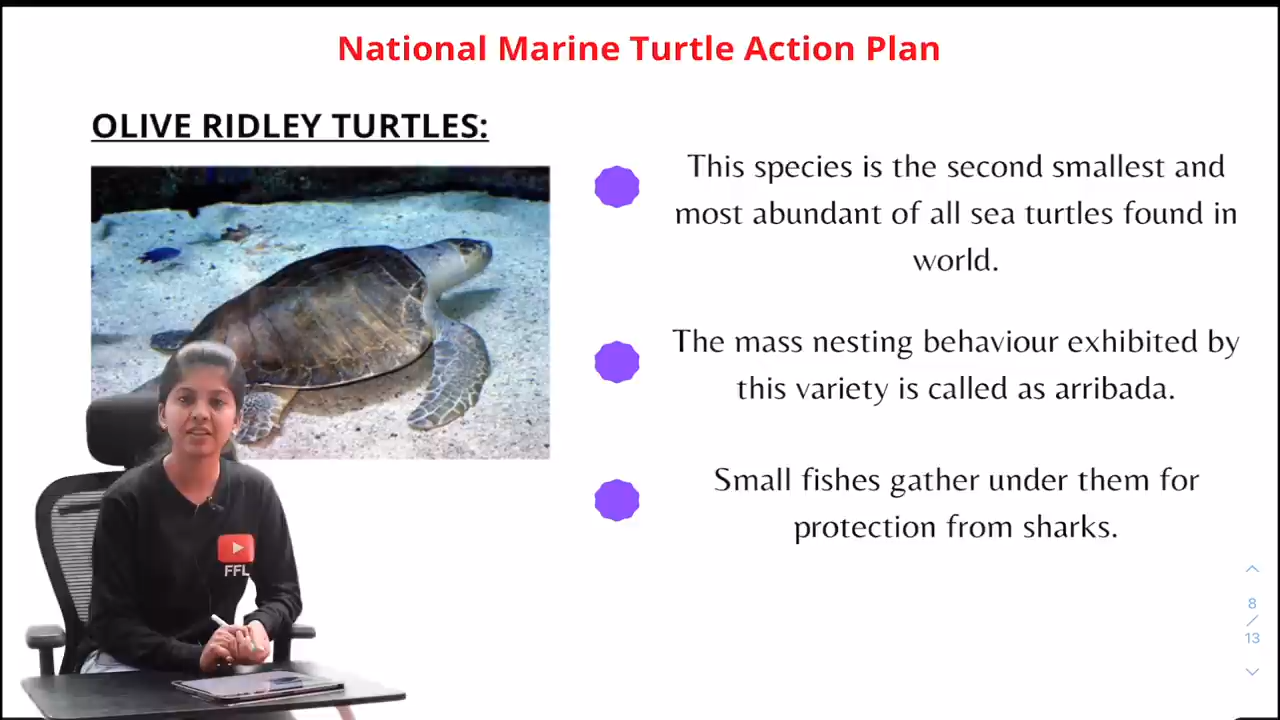 National Marine Turtle Action Plan
OLIVE RIDLEY TURTLES:
This species is the second smallest and
most abundant of all sea turtles found in
world.
The mass nesting behaviour exhibited by
this variety is called as arribada.
Small fishes gather under them for
protection from sharks.
FFL
8
/
13